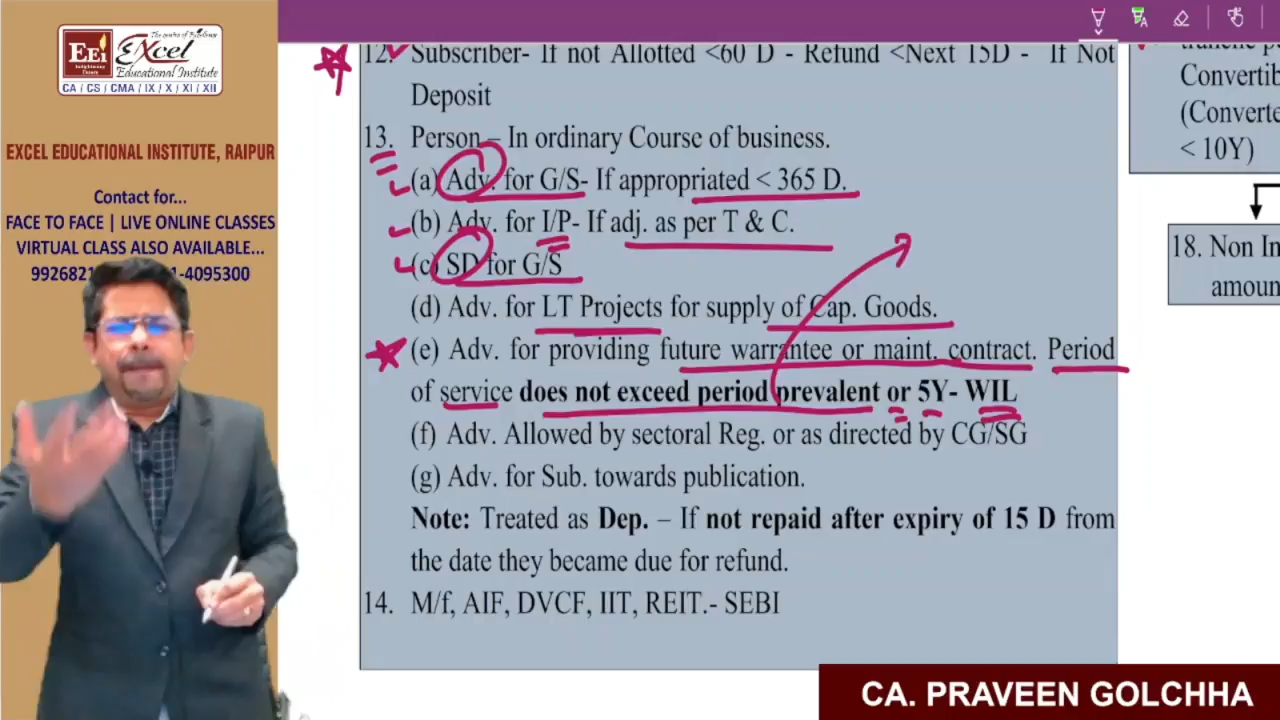 The centre of Excellence
EEi
EXCEL
Educational Institute
CA / CS / CMA / IX / X / XI / XII
EXCEL EDUCATIONAL INSTITUTE, RAIPUR
Contact for...
FACE TO FACE | LIVE ONLINE CLASSES
VIRTUAL CLASS ALSO AVAILABLE...
12. Subscriber- If not Allotted <60 D - Refund <Next 15D - If Not
Deposit
13. Person – In ordinary Course of business.
(a) Adv. for G/S- If appropriated < 365 D.
(b) Adv. for I/P- If adj. as per T & C.
(c) SD for G/S
(d) Adv. for LT Projects for supply of Cap. Goods.
(e) Adv. for providing future warrantee or maint. contract. Period
of service does not exceed period prevalent or 5Y- WIL
(f) Adv. Allowed by sectoral Reg. or as directed by CG/SG
(g) Adv. for Sub. towards publication.
Note: Treated as Dep. – If not repaid after expiry of 15 D from
the date they became due for refund.
14. M/f, AIF, DVCF, IIT, REIT.- SEBI
< 10Y)
18. Non
CA. PRAVEEN GOLCHHA